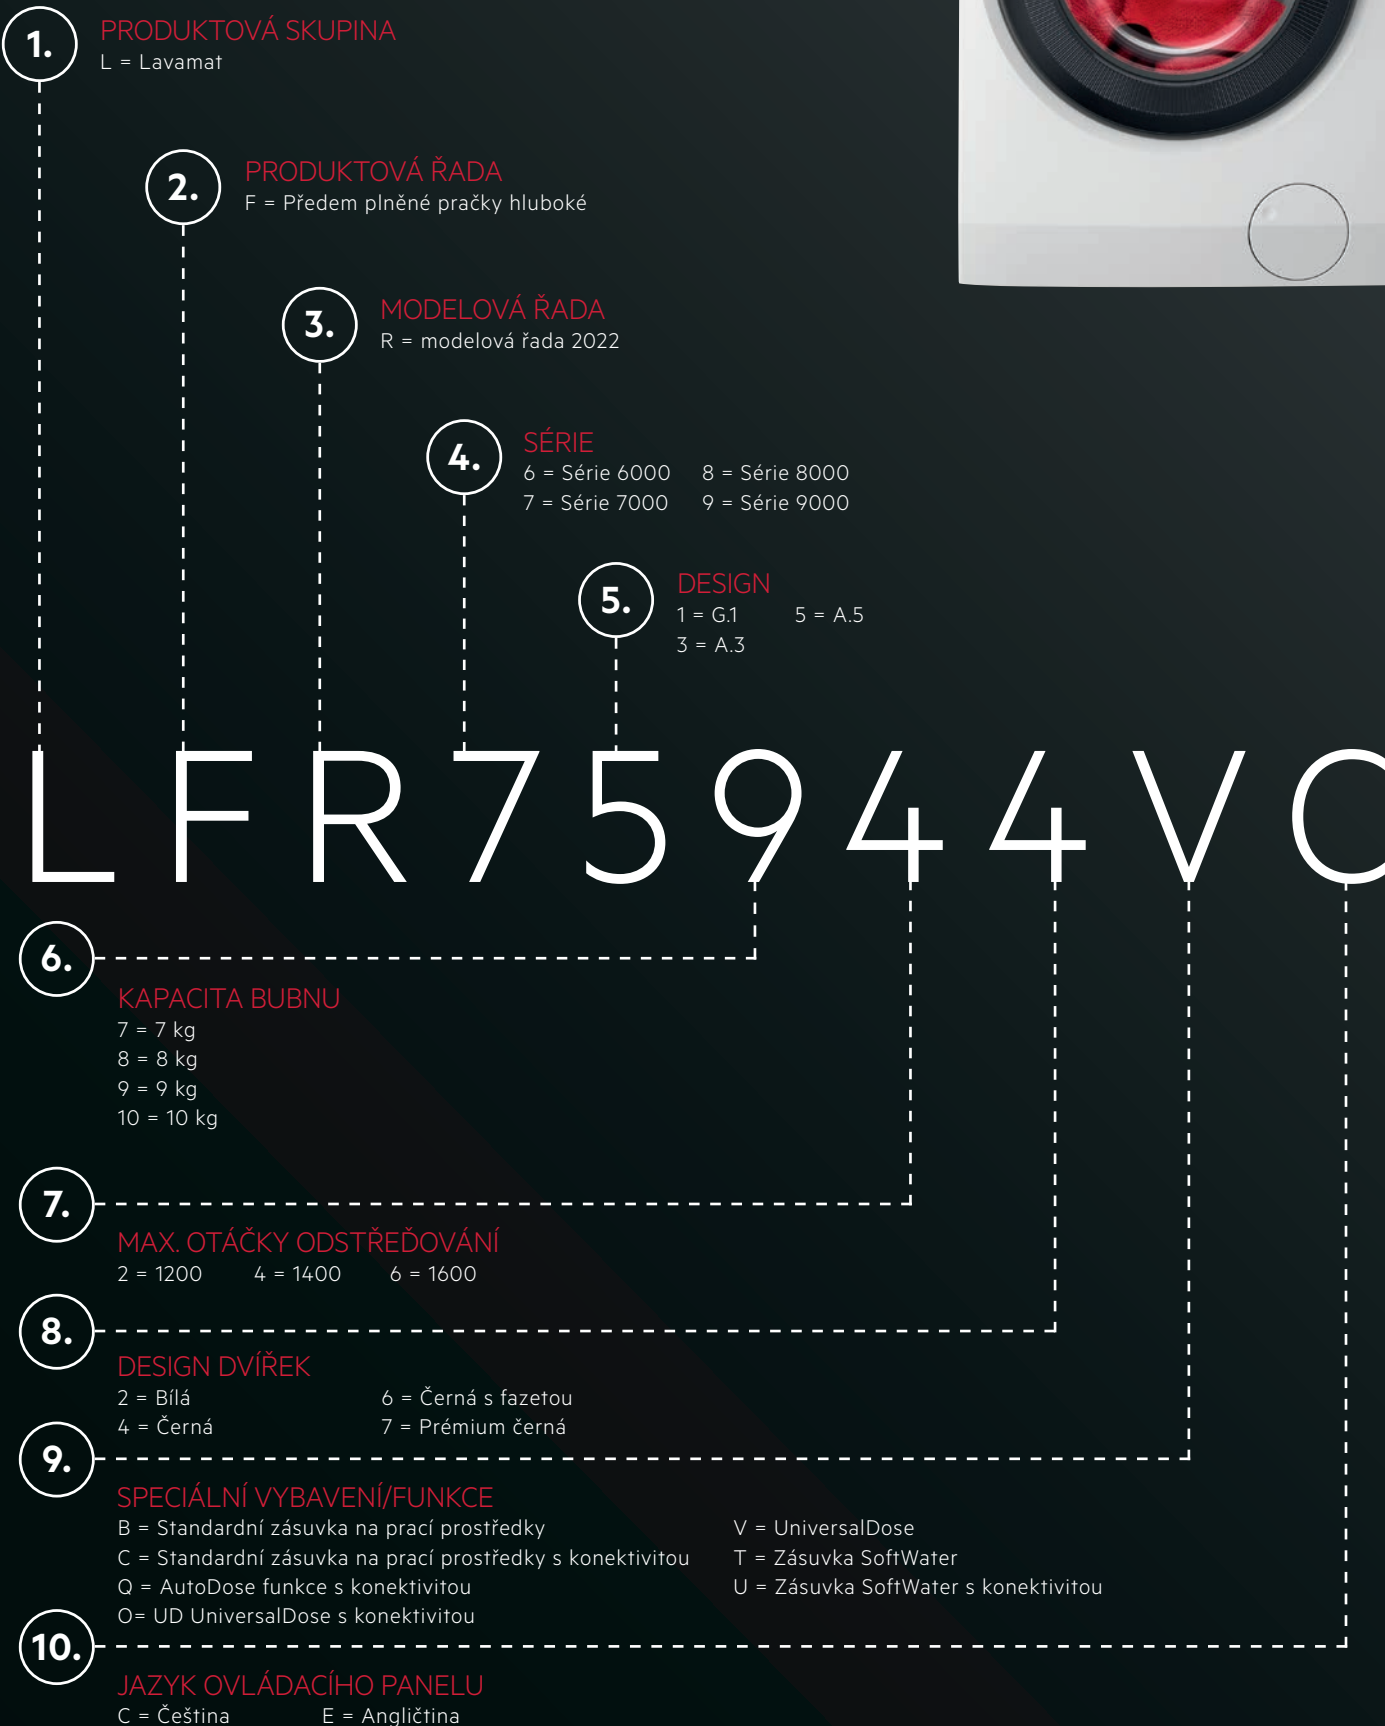 1.
PRODUKTOVÁ SKUPINA
L = Lavamat
2.
PRODUKTOVÁ ŘADA
F = Předem plněné pračky hluboké
3.
MODELOVÁ ŘADA
R = modelová řada 2022
4.
SÉRIE
6 = Série 6000 8 = Série 8000
7 = Série 7000 9 = Série 9000
5.
DESIGN
1 = G.1 5 = A.5
3 = A.3
LFR75944VC
6.
KAPACITA BUBNU
7 = 7 kg
8 = 8 kg
9 = 9 kg
10 = 10 kg
7.
MAX. OTÁČKY ODSTŘEĎOVÁNÍ
2 = 1200 4 = 1400 6 = 1600
8.
DESIGN DVÍŘEK
2 = Bílá 6 = Černá s fazetou
4 = Černá 7 = Prémium černá
9.
SPECIÁLNÍ VYBAVENÍ/FUNKCE
B = Standardní zásuvka na prací prostředky V = UniversalDose
C = Standardní zásuvka na prací prostředky s konektivitou T = Zásuvka SoftWater
Q = AutoDose funkce s konektivitou U = Zásuvka SoftWater s konektivitou
O= UD UniversalDose s konektivitou
10.
JAZYK OVLÁDACÍHO PANELU
C = Čeština E = Angličtina